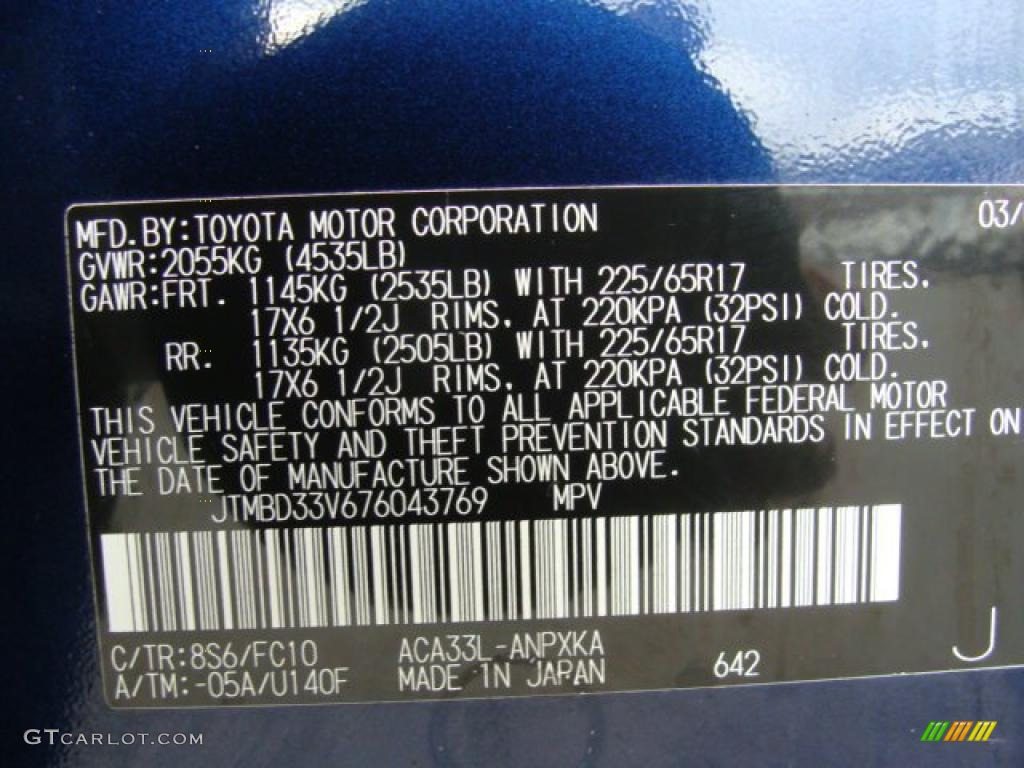 MFD.BY:TOYOTA MOTOR CORPORATION 03/
GVWR:2055KG (4535LB)
GAWR:FRT. 1145KG (2535LB) WITH 225/65R17 TIRES.
17X6 1/2J RIMS. AT 220KPA (32PSI) COLD.
RR. 1135KG (2505LB) WITH 225/65R17 TIRES.
17X6 1/2J RIMS. AT 220KPA (32PSI) COLD.
THIS VEHICLE CONFORMS TO ALL APPLICABLE FEDERAL MOTOR
VEHICLE SAFETY AND THEFT PREVENTION STANDARDS IN EFFECT ON
THE DATE OF MANUFACTURE SHOWN ABOVE.
JTMBD33V676043769 MPV
C/TR:8S6/FC10 ACA33L-ANPXKA
A/TM:-05A/U140F MADE IN JAPAN 642 J
GTCARLOT.COM